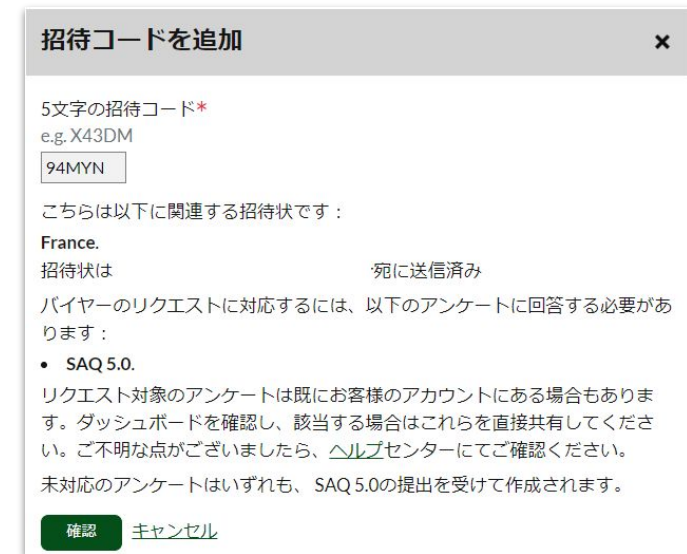 招待コードを追加 ×
5文字の招待コード*
e.g. X43DM
94MYN
こちらは以下に関連する招待状です：
France.
招待状は 宛に送信済み
バイヤーのリクエストに対応するには、以下のアンケートに回答する必要があ
ります：
• SAQ 5.0.
リクエスト対象のアンケートは既にお客様のアカウントにある場合もありま
す。ダッシュボードを確認し、該当する場合はこれらを直接共有してくださ
い。ご不明な点がございましたら、ヘルプセンターにてご確認ください。
未対応のアンケートはいずれも、 SAQ 5.0の提出を受けて作成されます。
確認 キャンセル